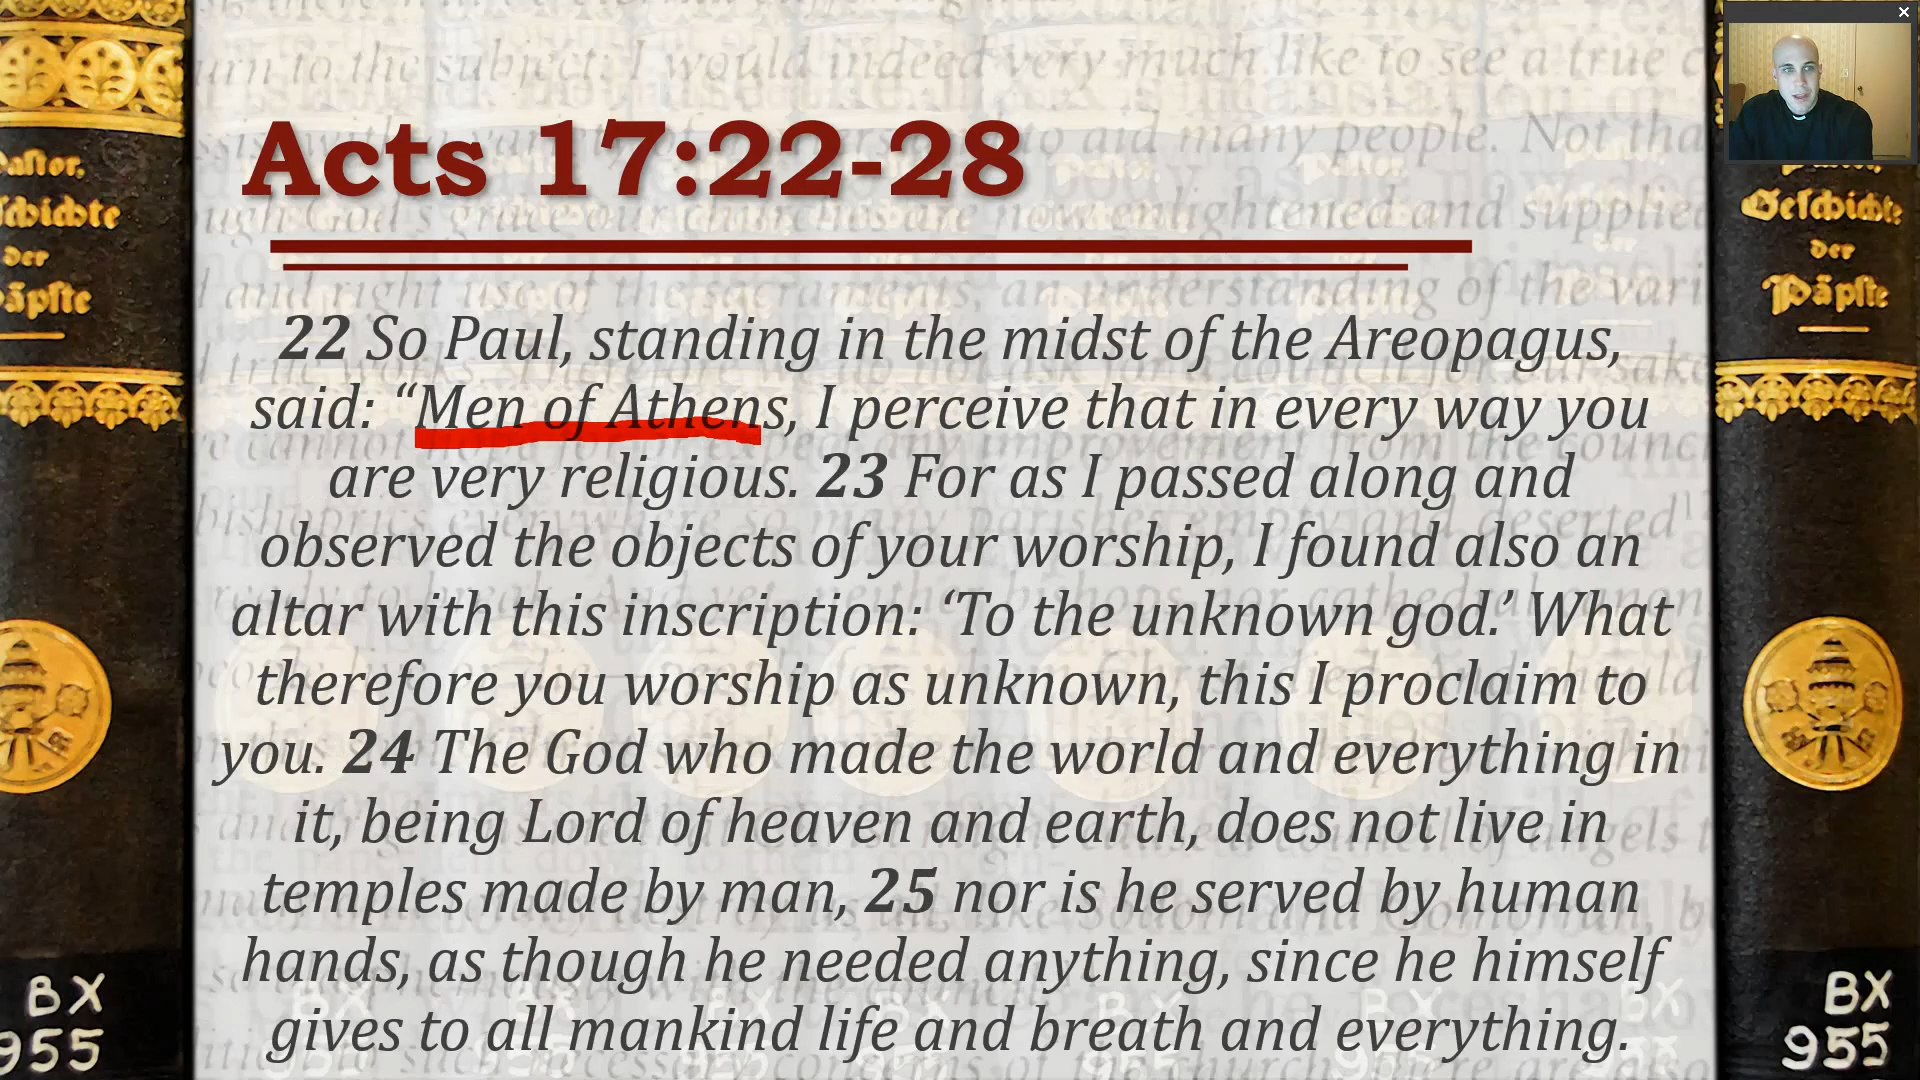 Acts 17:22-28
22 So Paul, standing in the midst of the Areopagus,
said: “Men of Athens, I perceive that in every way you
are very religious. 23 For as I passed along and
observed the objects of your worship, I found also an
altar with this inscription: ‘To the unknown god.’ What
therefore you worship as unknown, this I proclaim to
you. 24 The God who made the world and everything in
it, being Lord of heaven and earth, does not live in
temples made by man, 25 nor is he served by human
hands, as though he needed anything, since he himself
gives to all mankind life and breath and everything.
der
BX
955
Geschichte
der
Päpste
BX
955